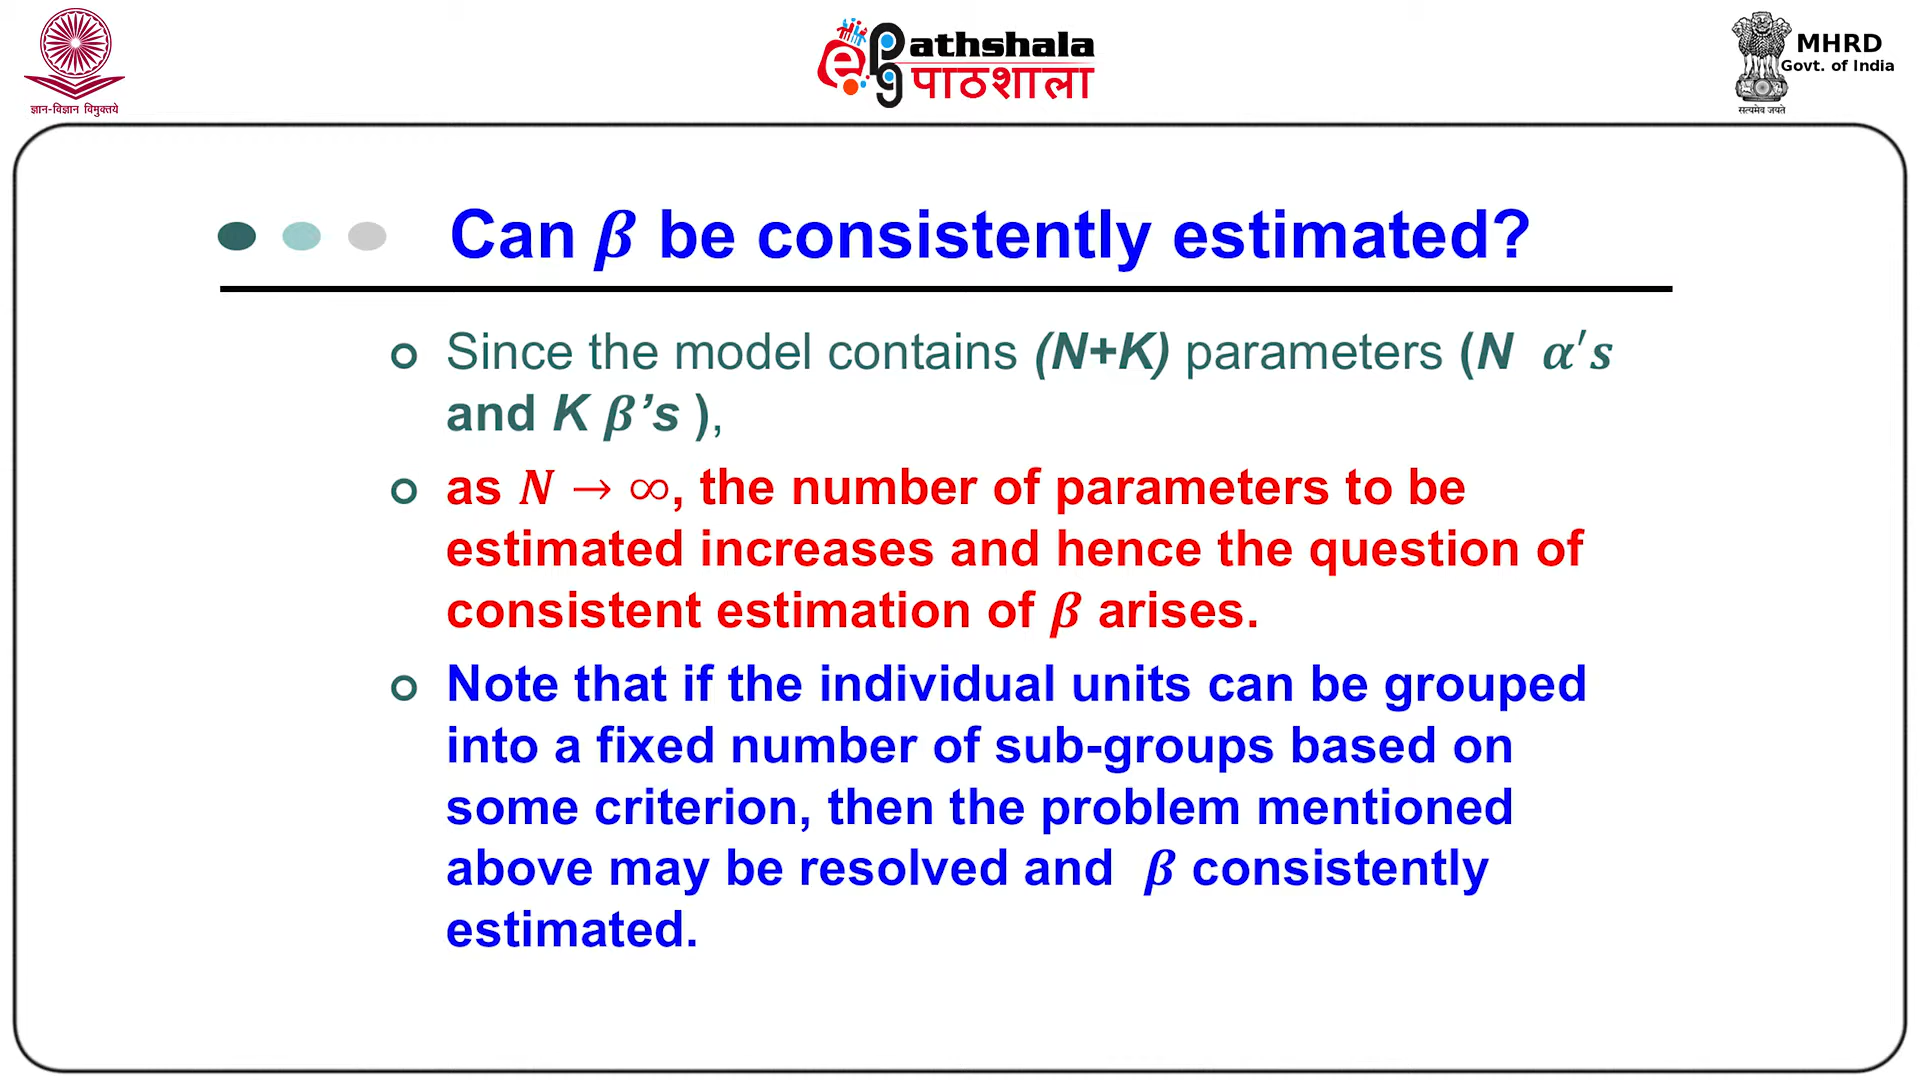 ज्ञान-विज्ञान विमुक्तये
ePG athshala
पाठशाला
MHRD
Govt. of India
सत्यमेव जयते
Can β be consistently estimated?
Since the model contains (N+K) parameters (N α′s
and K β’s ),
as N → ∞, the number of parameters to be
estimated increases and hence the question of
consistent estimation of β arises.
Note that if the individual units can be grouped
into a fixed number of sub-groups based on
some criterion, then the problem mentioned
above may be resolved and β consistently
estimated.